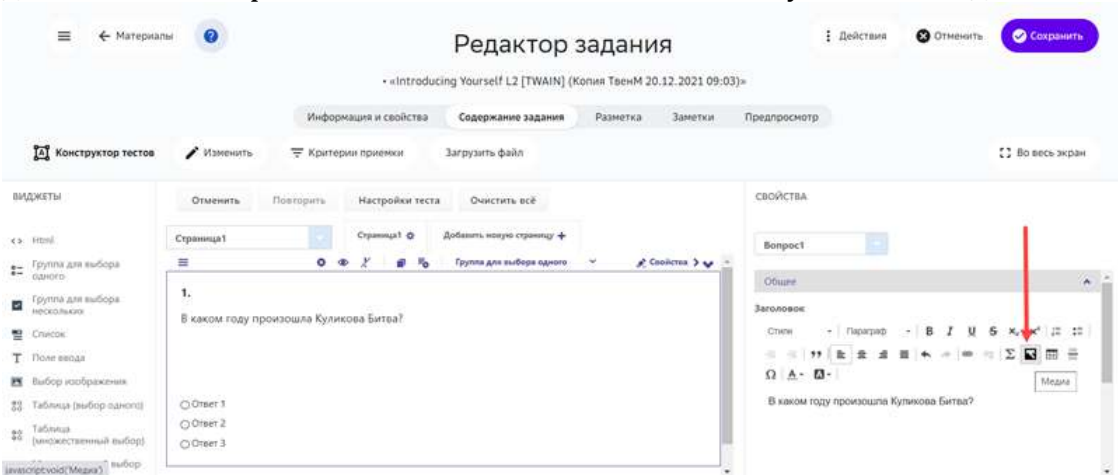 Материалы
?
Редактор задания
Действия
Отменить
Сохранить
• «Introducing Yourself L2 [TWAIN] (Копия ТвенМ 20.12.2021 09:03)»
Информация и свойства Содержание задания Разметка Заметки Предпросмотр
Конструктор тестов Изменить Критерии приемки Загрузить файл Во весь экран
ВИДЖЕТЫ
Html
Группа для выбора
одного
Группа для выбора
нескольких
Список
Поле ввода
Выбор изображения
Таблица (выбор одного)
Таблица
(множественный выбор)
выбор
javascript:void('Медиа')
Отменить Повторить Настройки теста Очистить всё
Страница1 Страница1 Добавить новую страницу
Группа для выбора одного Свойства
1.
В каком году произошла Куликова Битва?
Ответ 1
Ответ 2
Ответ 3
СВОЙСТВА
Вопрос1
Общее
Заголовок
Стили Параграф B I U S
Σ
Ω A A
Медиа
В каком году произошла Куликова Битва?